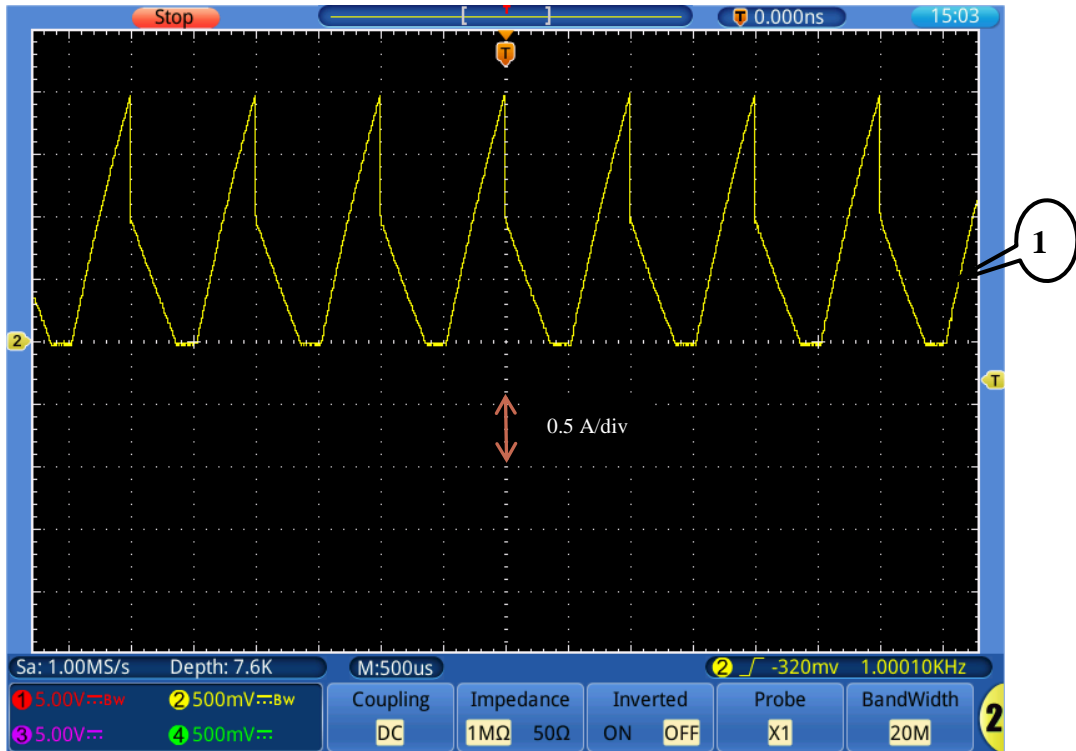 Stop
T 0.000ns
15:03
T
1
2
T
0.5 A/div
Sa: 1.00MS/s Depth: 7.6K M:500us 2 -320mv 1.00010KHz
1 5.00V BW 2 500mV BW
3 5.00V 4 500mV
Coupling
DC
Impedance
1MΩ 50Ω
Inverted
ON OFF
Probe
X1
BandWidth
20M
2